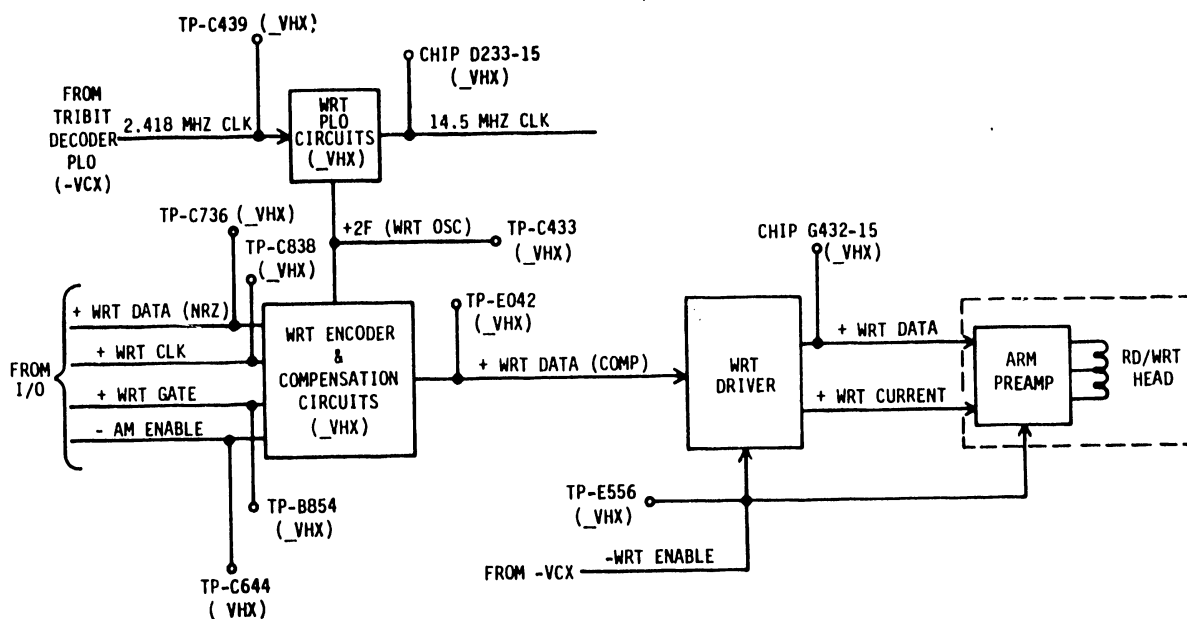 TP-C439 (_VHX)
CHIP D233-15
(_VHX)
FROM
TRIBIT
DECODER
PLO
(-VCX)
2.418 MHZ CLK
WRT
PLO
CIRCUITS
(_VHX)
14.5 MHZ CLK
TP-C736 (_VHX)
TP-C838
(_VHX)
+2F (WRT OSC)
TP-C433
(_VHX)
CHIP G432-15
(_VHX)
FROM
I/O
+ WRT DATA (NRZ)
+ WRT CLK
+ WRT GATE
- AM ENABLE
WRT ENCODER
&
COMPENSATION
CIRCUITS
(_VHX)
TP-E042
(_VHX)
+ WRT DATA (COMP)
WRT
DRIVER
+ WRT DATA
+ WRT CURRENT
ARM
PREAMP
RD/WRT
HEAD
TP-B854
(_VHX)
TP-C644
(_VHX)
TP-E556
(_VHX)
FROM -VCX
-WRT ENABLE